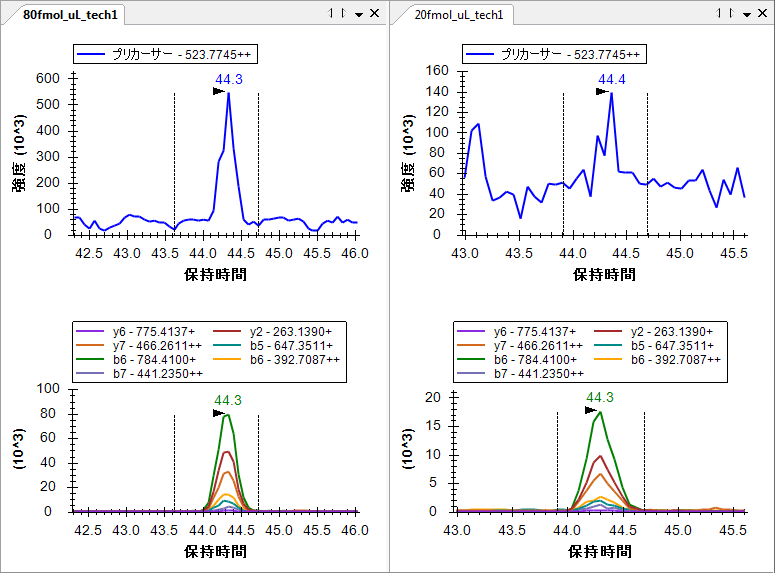 80fmol_uL_tech1
プリカーサー - 523.7745++
44.3
600
500
400
300
200
100
0
強度 (10^3)
42.5 43.0 43.5 44.0 44.5 45.0 45.5 46.0
保持時間
y6 - 775.4137+ y2 - 263.1390+
y7 - 466.2611++ b5 - 647.3511+
b6 - 784.4100+ b6 - 392.7087++
b7 - 441.2350++
44.3
100
80
60
40
20
0
(10^3)
42.5 43.0 43.5 44.0 44.5 45.0 45.5 46.0
保持時間
20fmol_uL_tech1
プリカーサー - 523.7745++
44.4
160
140
120
100
80
60
40
20
0
強度 (10^3)
43.0 43.5 44.0 44.5 45.0 45.5
保持時間
y6 - 775.4137+ y2 - 263.1390+
y7 - 466.2611++ b5 - 647.3511+
b6 - 784.4100+ b6 - 392.7087++
b7 - 441.2350++
44.3
20
15
10
5
0
(10^3)
43.0 43.5 44.0 44.5 45.0 45.5
保持時間